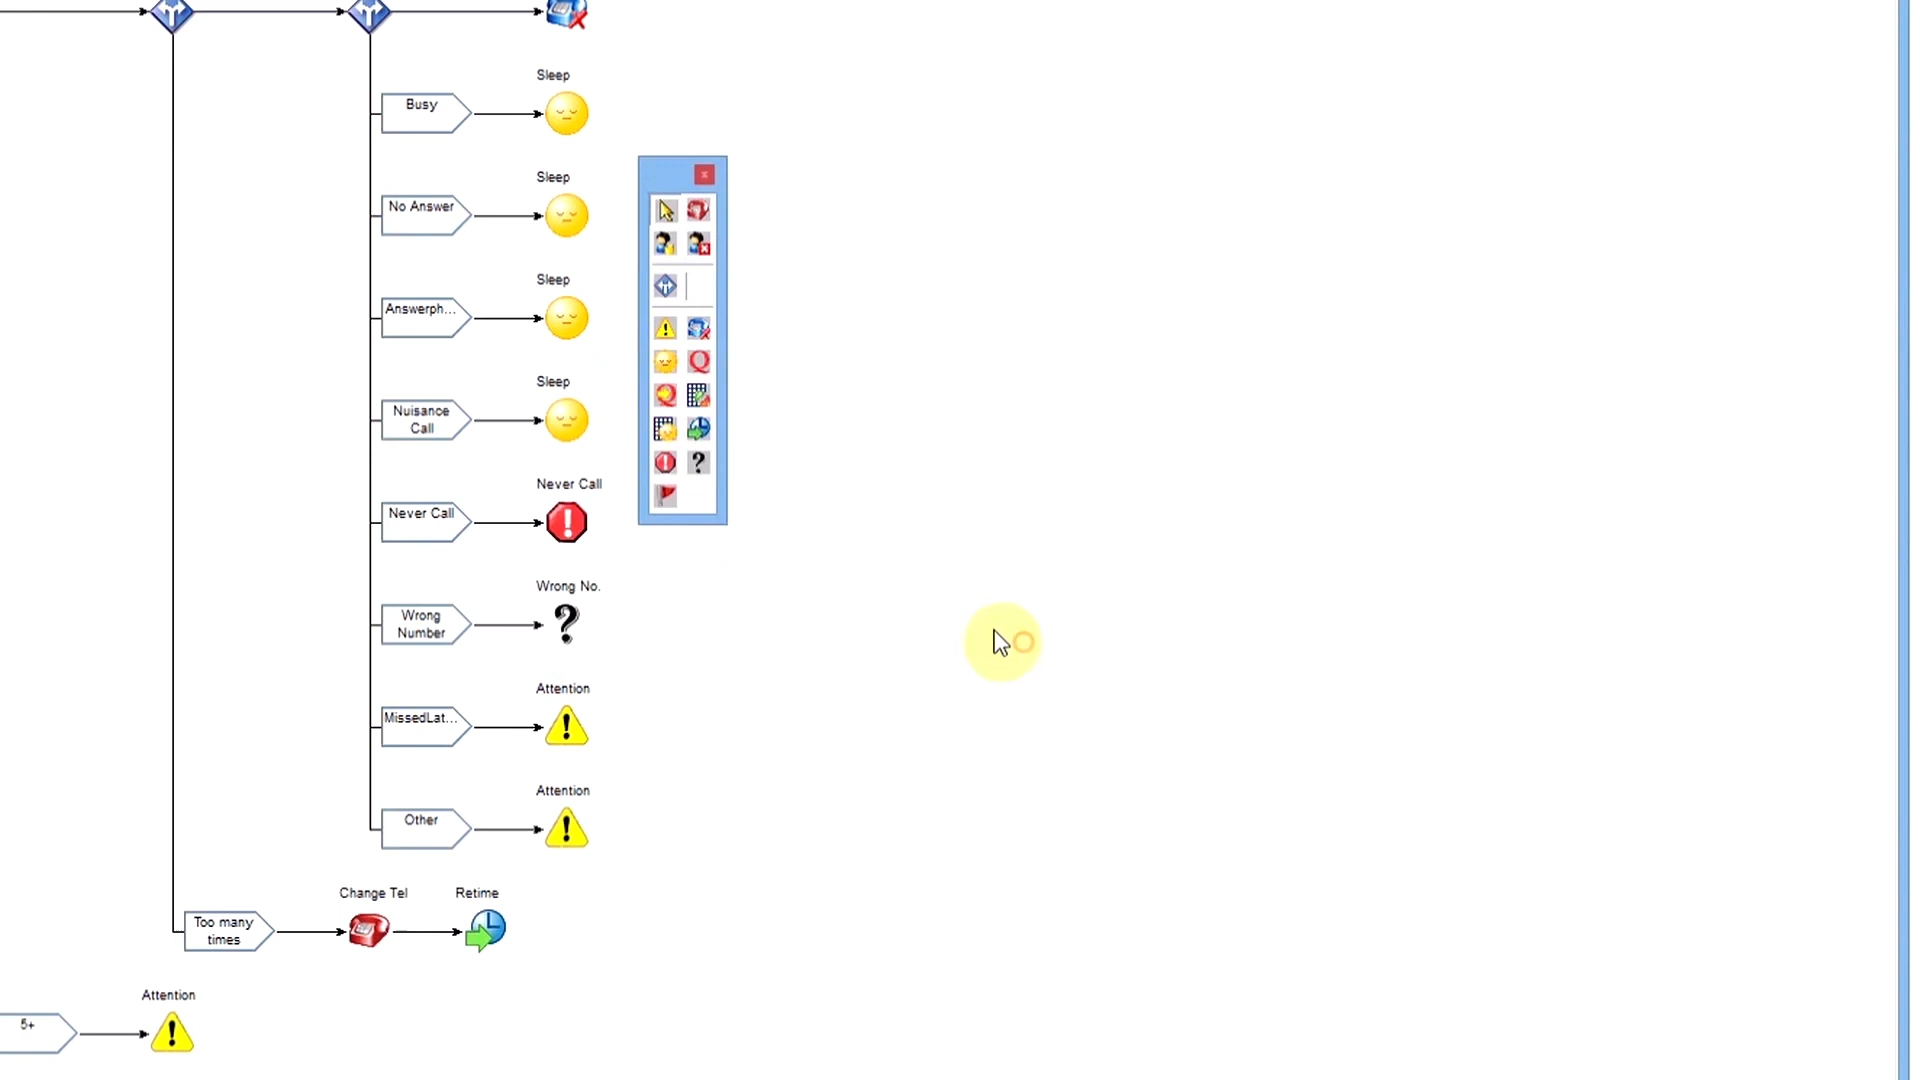 Sleep
Busy
Sleep
No Answer
Sleep
Answerph...
Sleep
Nuisance
Call
Never Call
Never Call
Wrong No.
Wrong
Number
Attention
MissedLat...
Attention
Other
Change Tel
Retime
Too many
times
Attention
5+